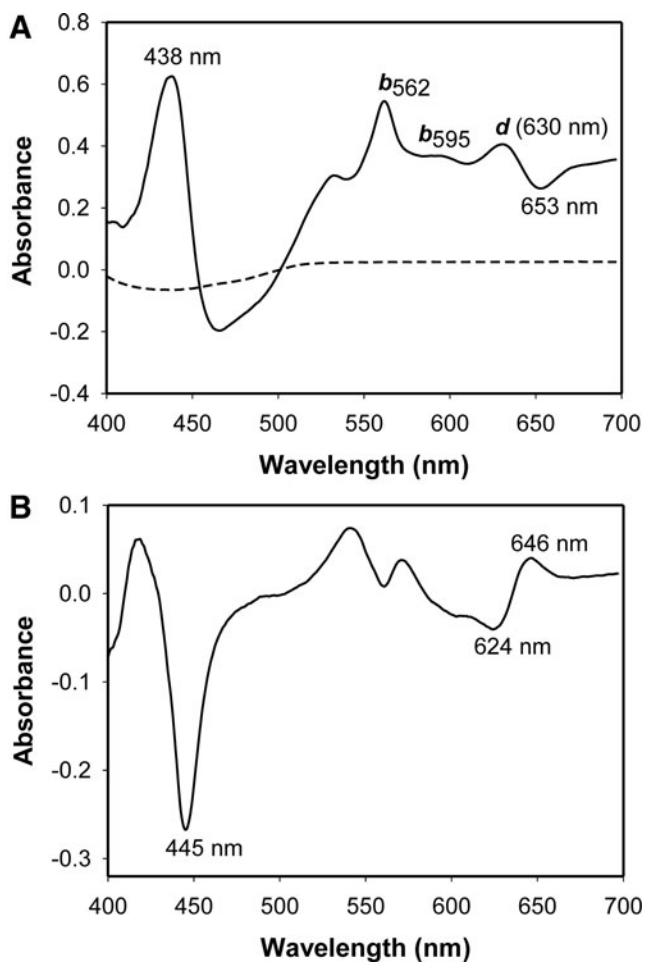 A
0.8
0.6
0.4
0.2
0.0
-0.2
-0.4
Absorbance
438 nm
b562
b595
d (630 nm)
653 nm
400 450 500 550 600 650 700
Wavelength (nm)
B
0.1
0.0
-0.1
-0.2
-0.3
Absorbance
646 nm
624 nm
445 nm
400 450 500 550 600 650 700
Wavelength (nm)